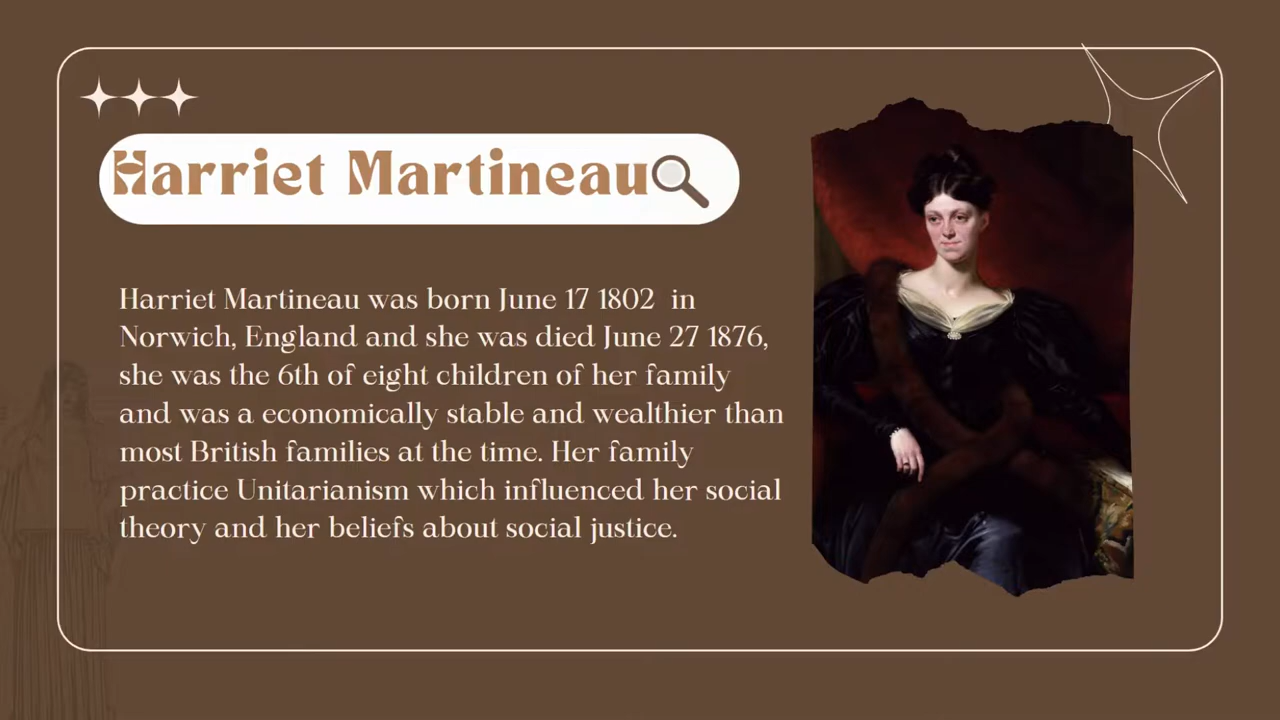 Harriet Martineau
Harriet Martineau was born June 17 1802 in
Norwich, England and she was died June 27 1876,
she was the 6th of eight children of her family
and was a economically stable and wealthier than
most British families at the time. Her family
practice Unitarianism which influenced her social
theory and her beliefs about social justice.